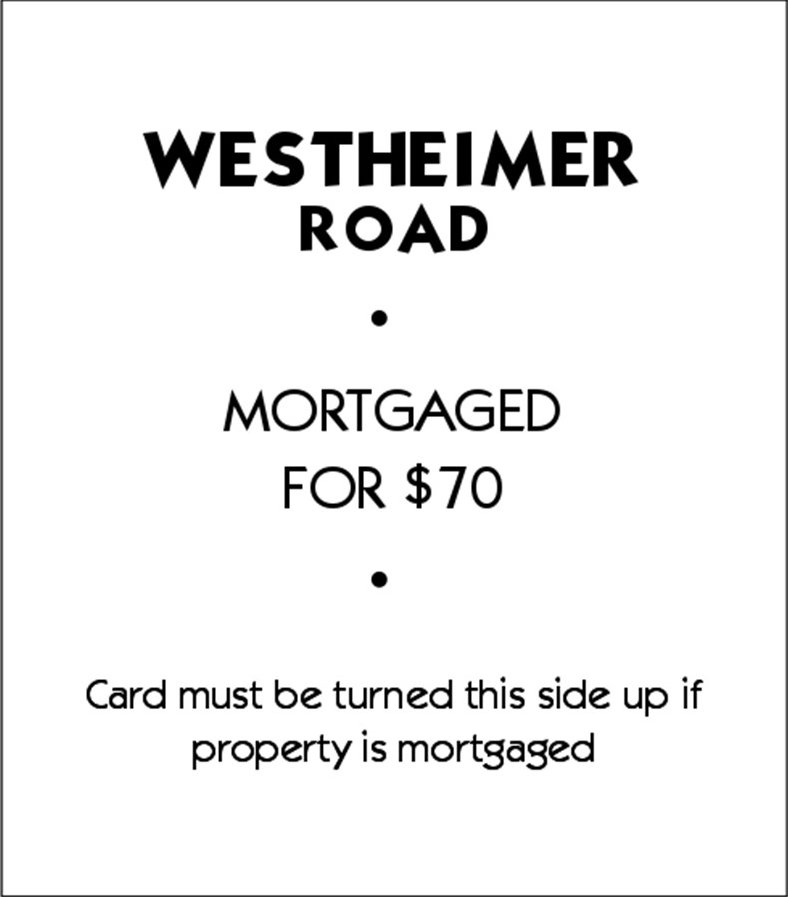 WESTHEIMER
ROAD
•
MORTGAGED
FOR $70
•
Card must be turned this side up if
property is mortgaged